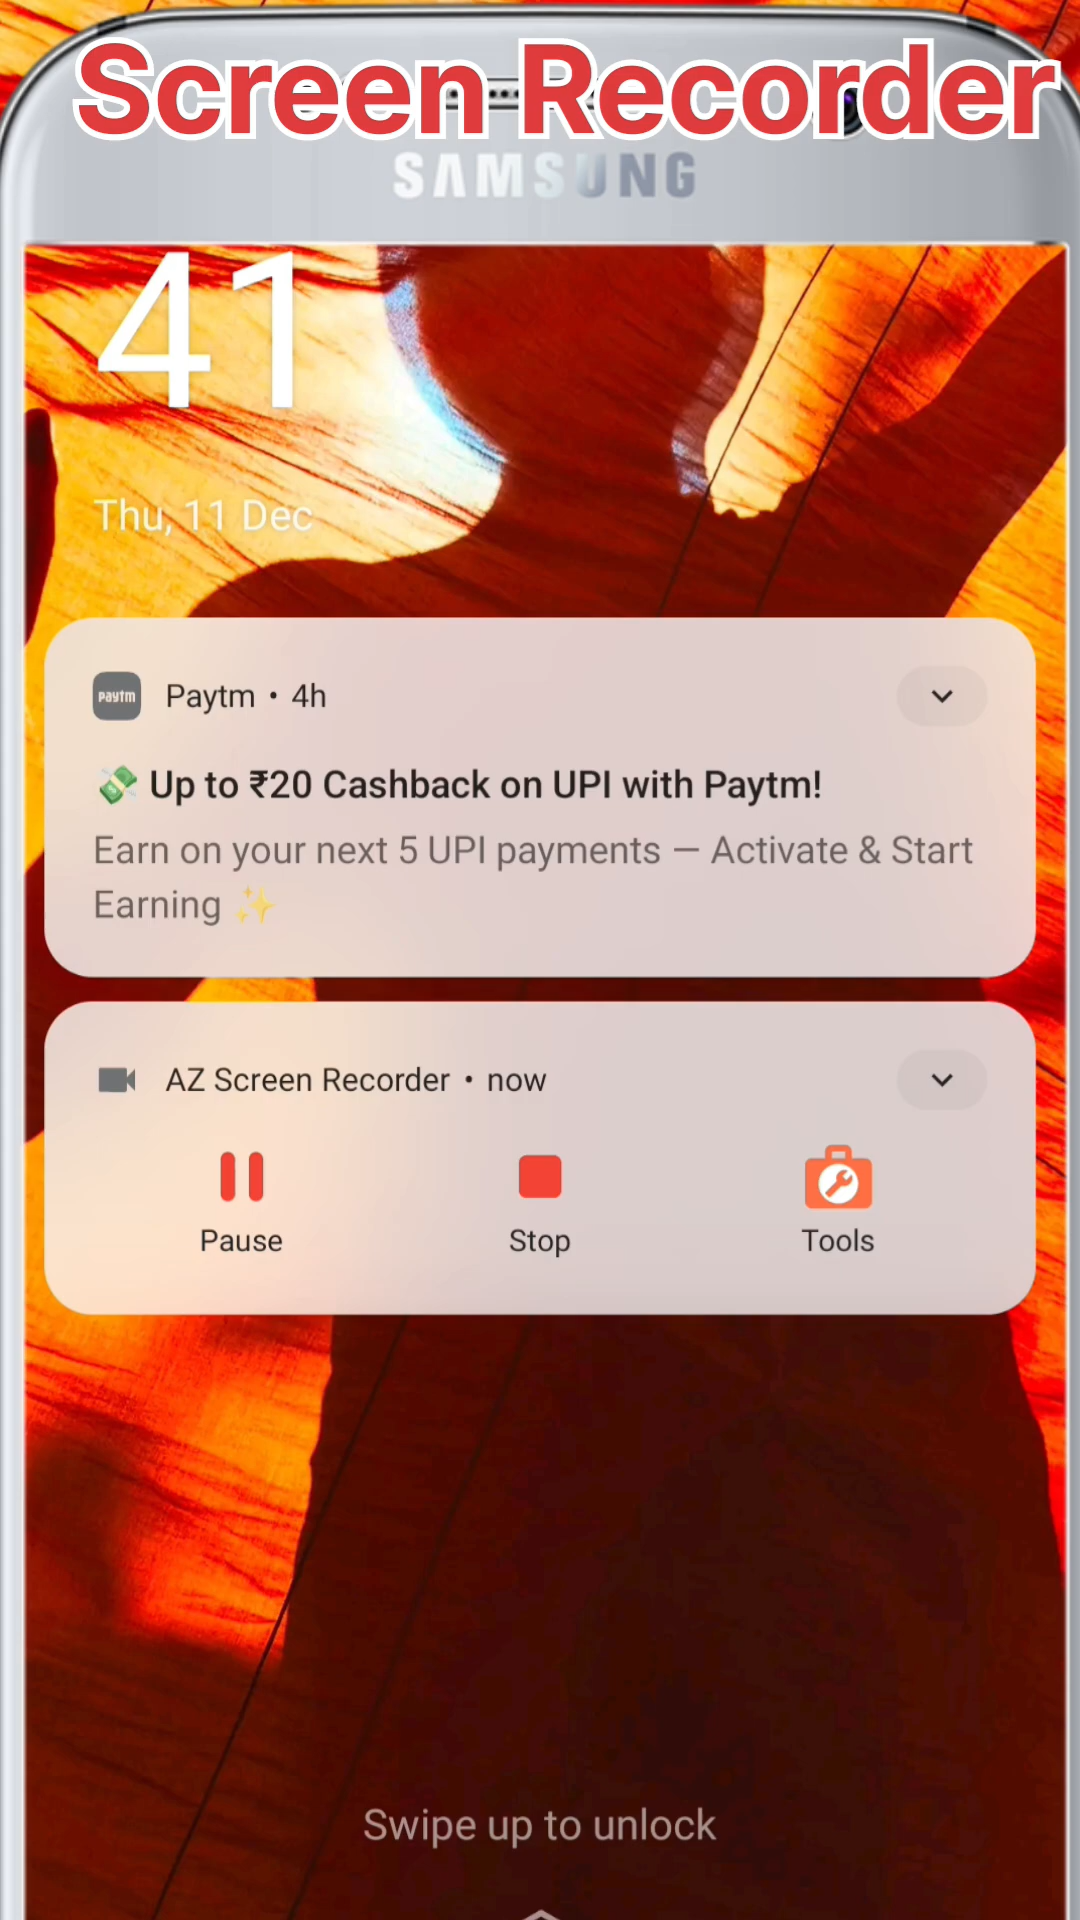 Screen Recorder
SAMSUNG
41
Thu, 11 Dec
paytm
Paytm • 4h
💸 Up to ₹20 Cashback on UPI with Paytm!
Earn on your next 5 UPI payments — Activate & Start
Earning ✨
AZ Screen Recorder • now
Pause
Stop
Tools
Swipe up to unlock